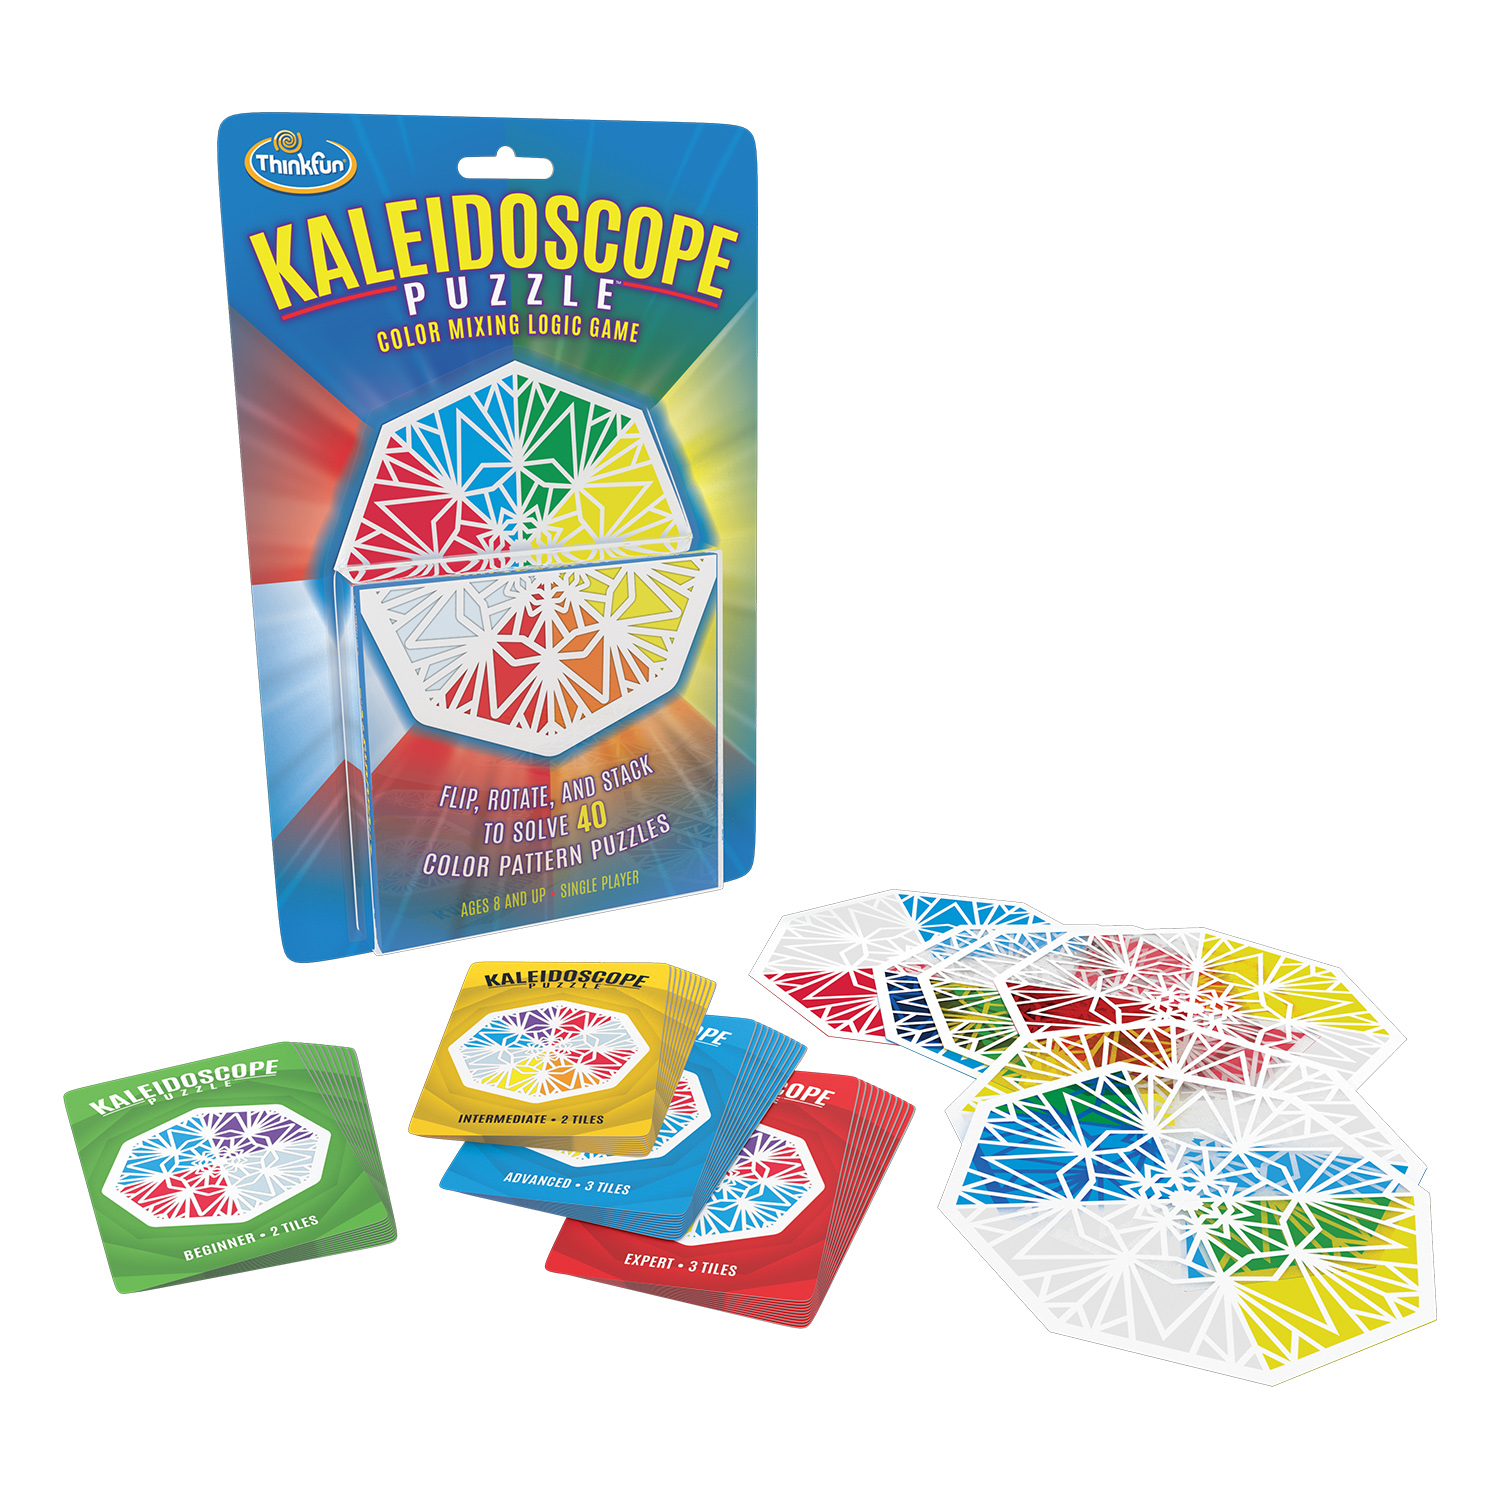 ThinkFun®
KALEIDOSCOPE
PUZZLE™
COLOR MIXING LOGIC GAME
FLIP, ROTATE, AND STACK
TO SOLVE 40
COLOR PATTERN PUZZLES
AGES 8 AND UP • SINGLE PLAYER
KALEIDOSCOPE
PUZZLE
INTERMEDIATE • 2 TILES
KALEIDOSCOPE
PUZZLE
BEGINNER • 2 TILES
OPE
ADVANCED • 3 TILES
COPE
EXPERT • 3 TILES